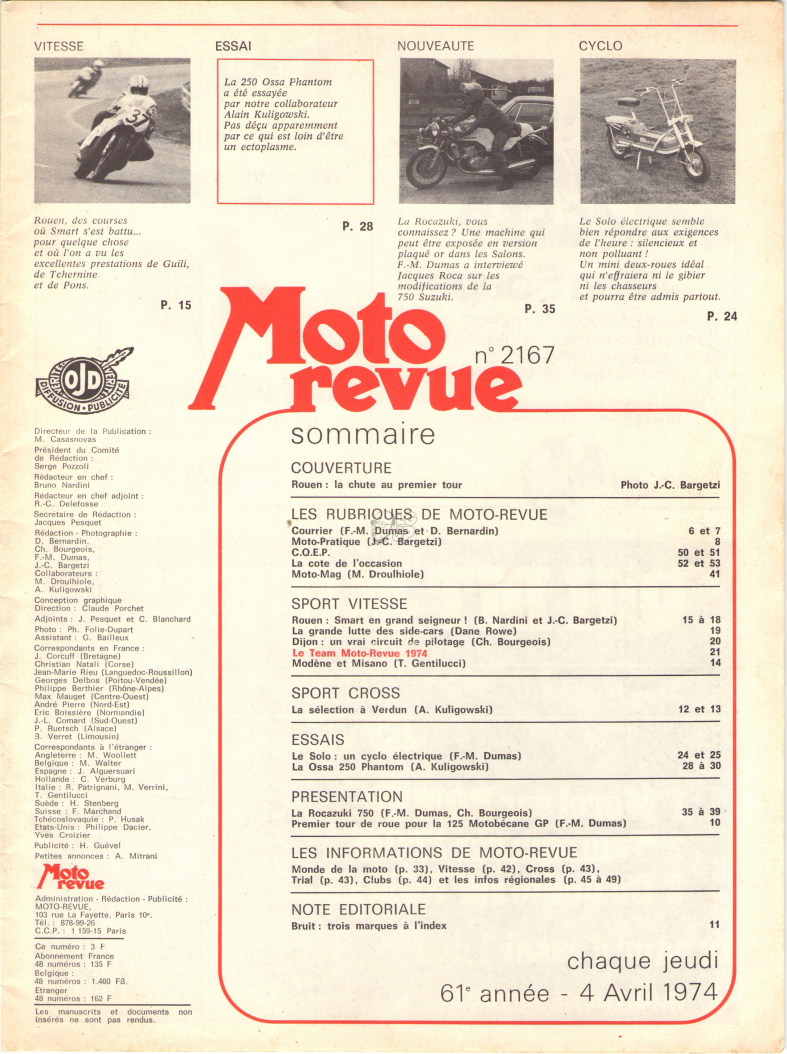 VITESSE
Rouen, des courses
où Smart s'est battu...
pour quelque chose
et où l'on a vu les
excellentes prestations de Guili,
de Tchernine
et de Pons.
P. 15
ESSAI
La 250 Ossa Phantom
a été essayée
par notre collaborateur
Alain Kuligowski.
Pas déçu apparemment
par ce qui est loin d'être
un ectoplasme.
P. 28
NOUVEAUTE
La Rocazuki, vous
connaissez ? Une machine qui
peut être exposée en version
plaqué or dans les Salons.
F.-M. Dumas a interviewé
Jacques Roca sur les
modifications de la
750 Suzuki.
P. 35
CYCLO
Le Solo électrique semble
bien répondre aux exigences
de l'heure : silencieux et
non polluant !
Un mini deux-roues idéal
qui n'effraiera ni le gibier
ni les chasseurs
et pourra être admis partout.
P. 24
Moto
revue
n° 2167
OJD
DIFFUSION • PUBLICITÉ
Directeur de la Publication :
M. Casasnovas
Président du Comité
de Rédaction :
Serge Pozzoli
Rédacteur en chef :
Bruno Nardini
Rédacteur en chef adjoint :
R.-C. Delefosse
Secrétaire de Rédaction :
Jacques Pesquet
Rédaction - Photographie :
D. Bernardin.
Ch. Bourgeois,
F.-M. Dumas,
J.-C. Bargetzi
Collaborateurs :
M. Droulhiole,
A. Kuligowski
Conception graphique
Direction : Claude Porchet
Adjoints : J. Pesquet et C. Blanchard
Photo : Ph. Folie-Dupart
Assistant : G. Bailleux
Correspondants en France :
J. Corcuff (Bretagne)
Christian Natali (Corse)
Jean-Marie Rieu (Languedoc-Roussillon)
Georges Delbos (Poitou-Vendée)
Philippe Berthier (Rhône-Alpes)
Max Mauget (Centre-Ouest)
André Pierre (Nord-Est)
Eric Boissière (Normandie)
J.-L. Comard (Sud-Ouest)
P. Ruetsch (Alsace)
B. Verret (Limousin)
Correspondants à l'étranger :
Angleterre : M. Woollett
Belgique : M. Walter
Espagne : J. Alguersuari
Hollande : C. Verburg
Italie : R. Patrignani, M. Verrini,
T. Gentilucci
Suède : H. Stenberg
Suisse : F. Marchand
Tchécoslovaquie : P. Husak
Etats-Unis : Philippe Dacier,
Yves Croizier
Publicité : H. Guével
Petites annonces : A. Mitrani
Moto
revue
Administration - Rédaction - Publicité :
MOTO-REVUE,
103 rue La Fayette, Paris 10e.
Tél. : 878-99-26
C.C.P. : 1 159-15 Paris
Ce numéro : 3 F
Abonnement France
48 numéros : 135 F
Belgique :
48 numéros : 1.460 FB.
Etranger
48 numéros : 162 F
Les manuscrits et documents non
insérés ne sont pas rendus.
sommaire
COUVERTURE
Rouen : la chute au premier tour Photo J.-C. Bargetzi
LES RUBRIQUES DE MOTO-REVUE
Courrier (F.-M. Dumas et D. Bernardin) 6 et 7
Moto-Pratique (J.-C. Bargetzi) 8
C.O.E.P. 50 et 51
La cote de l'occasion 52 et 53
Moto-Mag (M. Droulhiole) 41
SPORT VITESSE
Rouen : Smart en grand seigneur ! (B. Nardini et J.-C. Bargetzi) 15 à 18
La grande lutte des side-cars (Dane Rowe) 19
Dijon : un vrai circuit de pilotage (Ch. Bourgeois) 20
Le Team Moto-Revue 1974 21
Modène et Misano (T. Gentilucci) 14
SPORT CROSS
La sélection à Verdun (A. Kuligowski) 12 et 13
ESSAIS
Le Solo : un cyclo électrique (F.-M. Dumas) 24 et 25
La Ossa 250 Phantom (A. Kuligowski) 28 à 30
PRESENTATION
La Rocazuki 750 (F.-M. Dumas, Ch. Bourgeois) 35 à 39
Premier tour de roue pour la 125 Motobécane GP (F.-M. Dumas) 10
LES INFORMATIONS DE MOTO-REVUE
Monde de la moto (p. 33), Vitesse (p. 42), Cross (p. 43),
Trial (p. 43), Clubs (p. 44) et les infos régionales (p. 45 à 49)
NOTE EDITORIALE
Bruit : trois marques à l'index 11
chaque jeudi
61e année - 4 Avril 1974